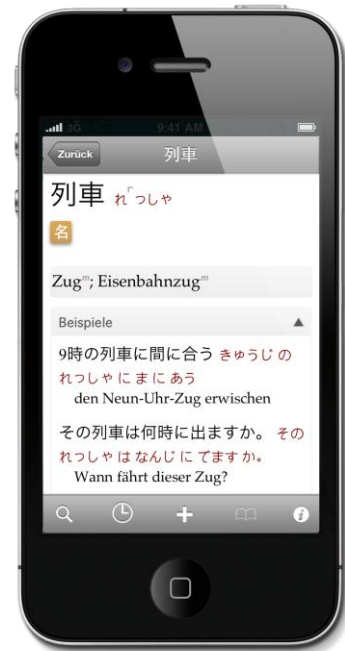 3G 9:41 AM
Zurück 列車
列車 れ「つしや
名
Zugᵐ; Eisenbahnzugᵐ
Beispiele ▲
9時の列車に間に合う きゅうじ の
れっしゃ に ま に あう
den Neun-Uhr-Zug erwischen
その列車は何時に出ますか。 その
れっしゃ は なんじ に でます か。
Wann fährt dieser Zug?